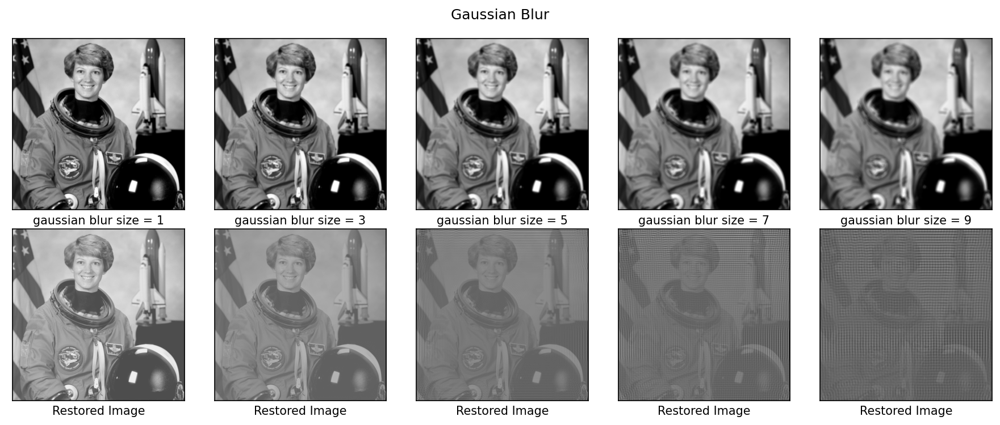 Gaussian Blur
gaussian blur size = 1
gaussian blur size = 3
gaussian blur size = 5
gaussian blur size = 7
gaussian blur size = 9
Restored Image
Restored Image
Restored Image
Restored Image
Restored Image